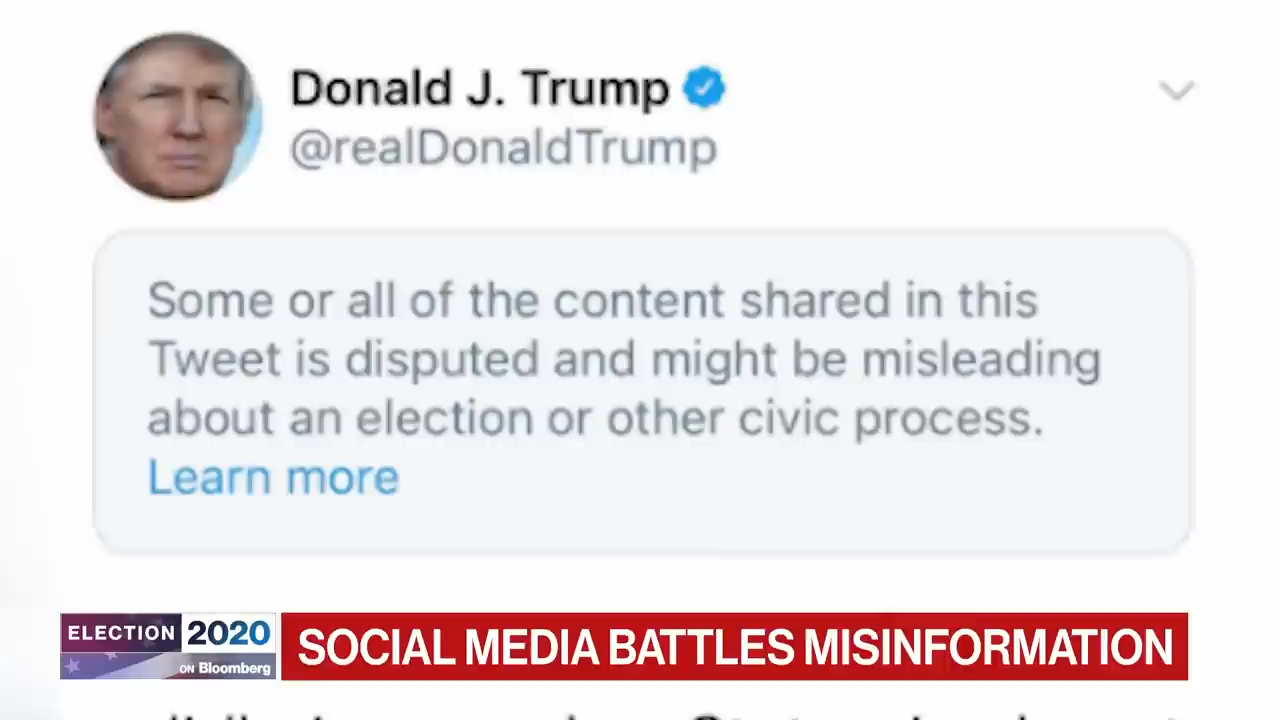 Donald J. Trump
@realDonaldTrump
Some or all of the content shared in this
Tweet is disputed and might be misleading
about an election or other civic process.
Learn more
ELECTION 2020
ON Bloomberg
SOCIAL MEDIA BATTLES MISINFORMATION